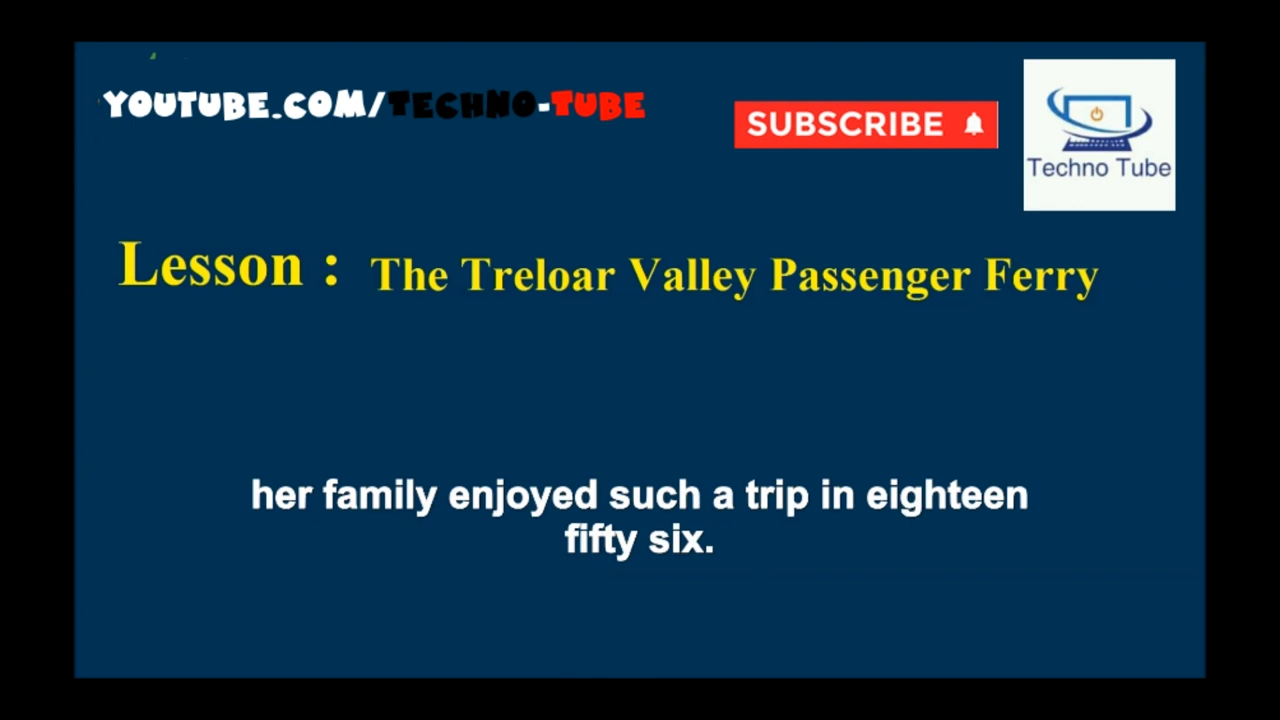 YOUTUBE.COM/TECHNO-TUBE
SUBSCRIBE
Techno Tube
Lesson : The Treloar Valley Passenger Ferry
her family enjoyed such a trip in eighteen
fifty six.